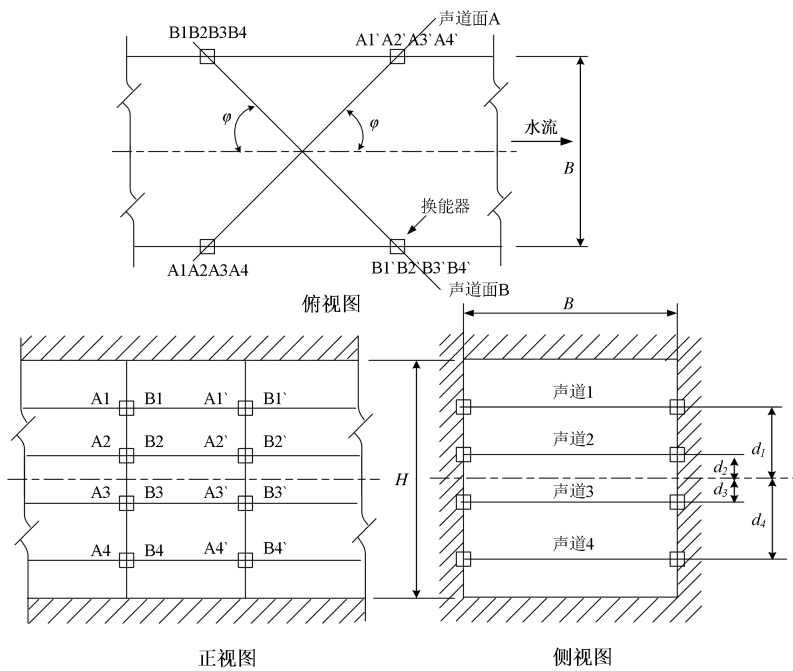 声道面A
B1B2B3B4
A1`A2`A3`A4`
φ
φ
水流
B
换能器
A1A2A3A4
B1`B2`B3`B4`
声道面B
俯视图
B
A1 B1 A1` B1`
声道1
A2 B2 A2` B2`
声道2
d1
d2
H
A3 B3 A3` B3`
声道3
d3
d4
A4 B4 A4` B4`
声道4
正视图
侧视图